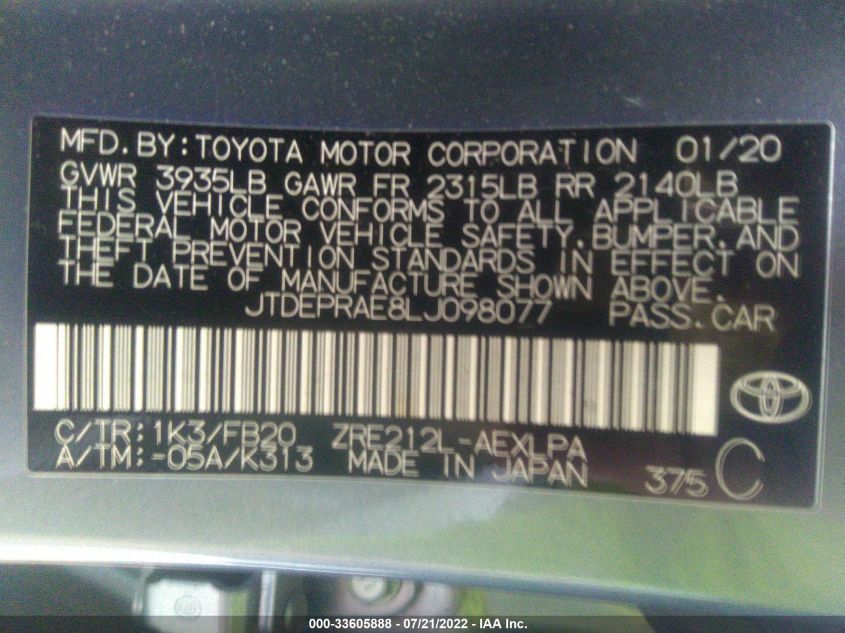 MFD. BY: TOYOTA MOTOR CORPORATION 01/20
GVWR 3935LB GAWR FR 2315LB RR 2140LB
THIS VEHICLE CONFORMS TO ALL APPLICABLE
FEDERAL MOTOR VEHICLE SAFETY, BUMPER, AND
THEFT PREVENTION STANDARDS IN EFFECT ON
THE DATE OF MANUFACTURE SHOWN ABOVE.
JTDEPRAE8LJ098077 PASS. CAR
C/TR: 1K3/FB20 ZRE212L-AEXLPA
A/TM: -05A/K313 MADE IN JAPAN 375 C
000-33605888 - 07/21/2022 - IAA Inc.